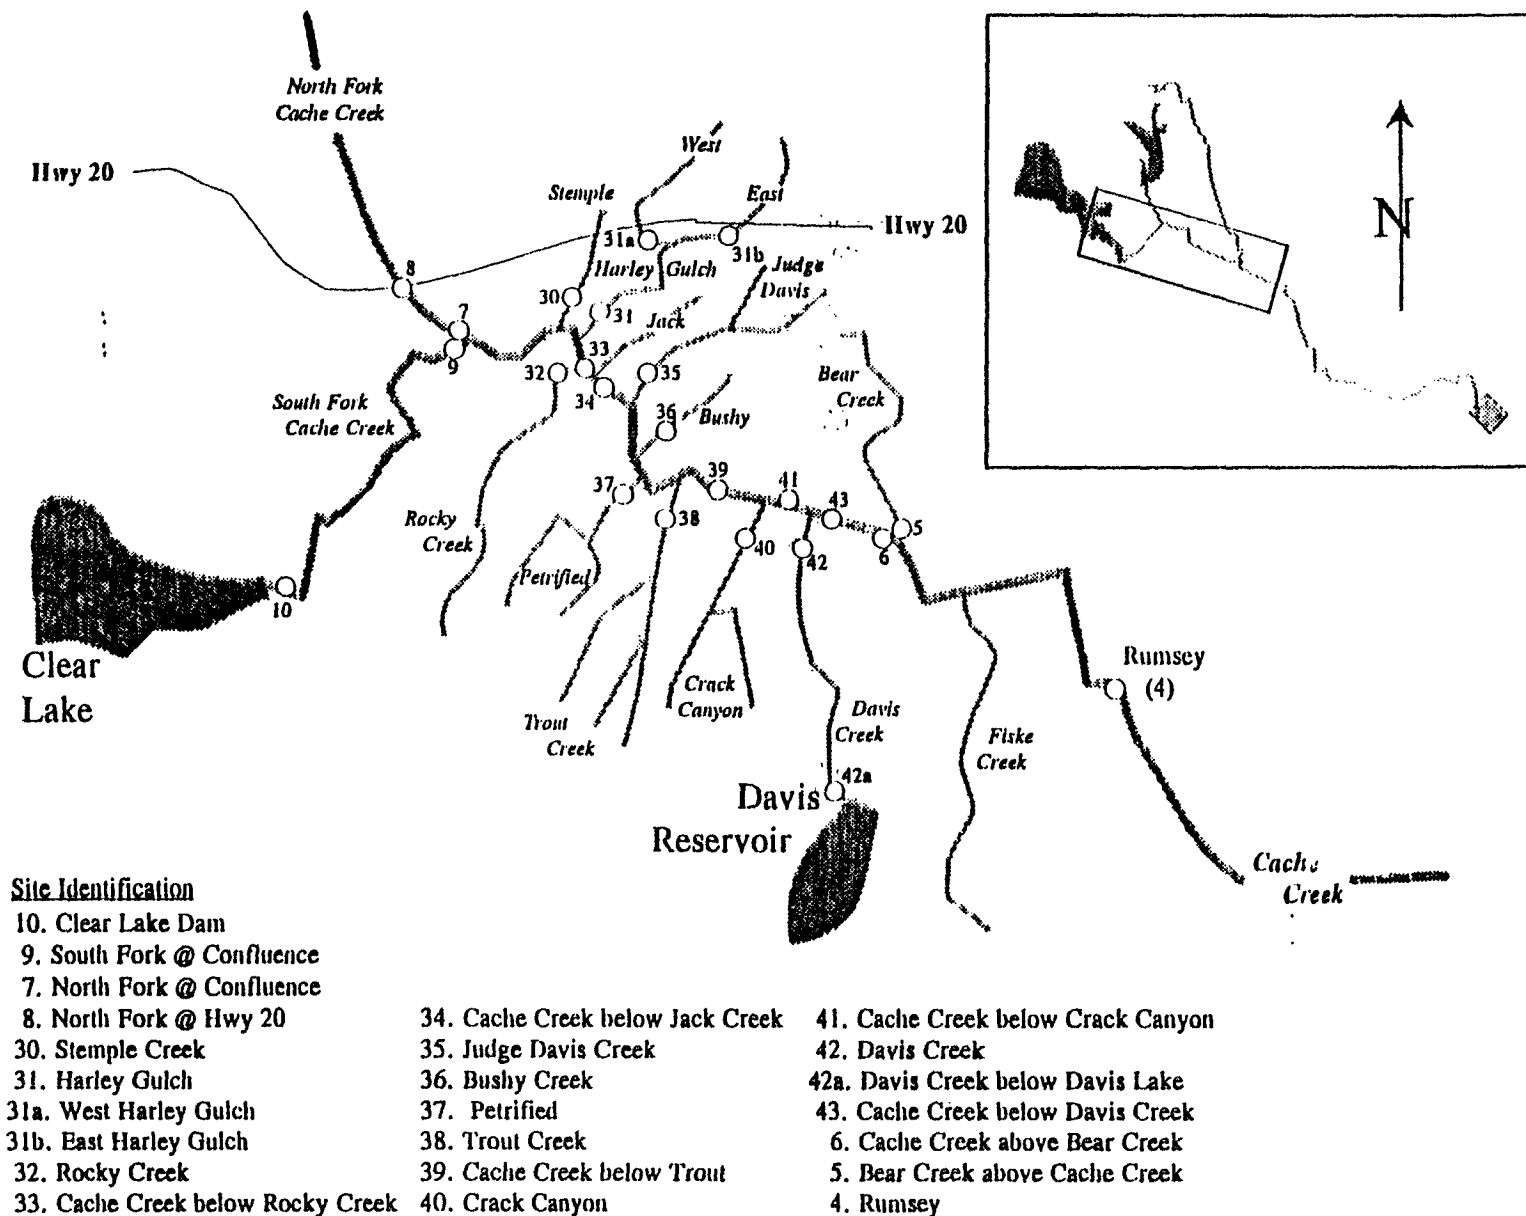 North Fork
Cache Creek
Hwy 20
West
Stemple
East
Hwy 20
8
31a
31b
Harley Gulch
Judge
Davis
30
31
7
Jack
9
33
32
35
34
Bear
Creek
South Fork
Cache Creek
36
Bushy
N
37
39
41
43
Rocky
Creek
38
40
42
6
5
Petrified
10
Clear
Lake
Rumsey
(4)
Crack
Canyon
Trout
Creek
Davis
Creek
Fiske
Creek
42a
Davis
Reservoir
Cache
Creek
Site Identification
10. Clear Lake Dam
9. South Fork @ Confluence
7. North Fork @ Confluence
8. North Fork @ Hwy 20
30. Stemple Creek
31. Harley Gulch
31a. West Harley Gulch
31b. East Harley Gulch
32. Rocky Creek
33. Cache Creek below Rocky Creek
34. Cache Creek below Jack Creek
35. Judge Davis Creek
36. Bushy Creek
37. Petrified
38. Trout Creek
39. Cache Creek below Trout
40. Crack Canyon
41. Cache Creek below Crack Canyon
42. Davis Creek
42a. Davis Creek below Davis Lake
43. Cache Creek below Davis Creek
6. Cache Creek above Bear Creek
5. Bear Creek above Cache Creek
4. Rumsey